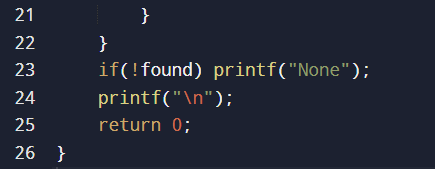 21         }
22     }
23     if(!found) printf("None");
24     printf("\n");
25     return 0;
26 }